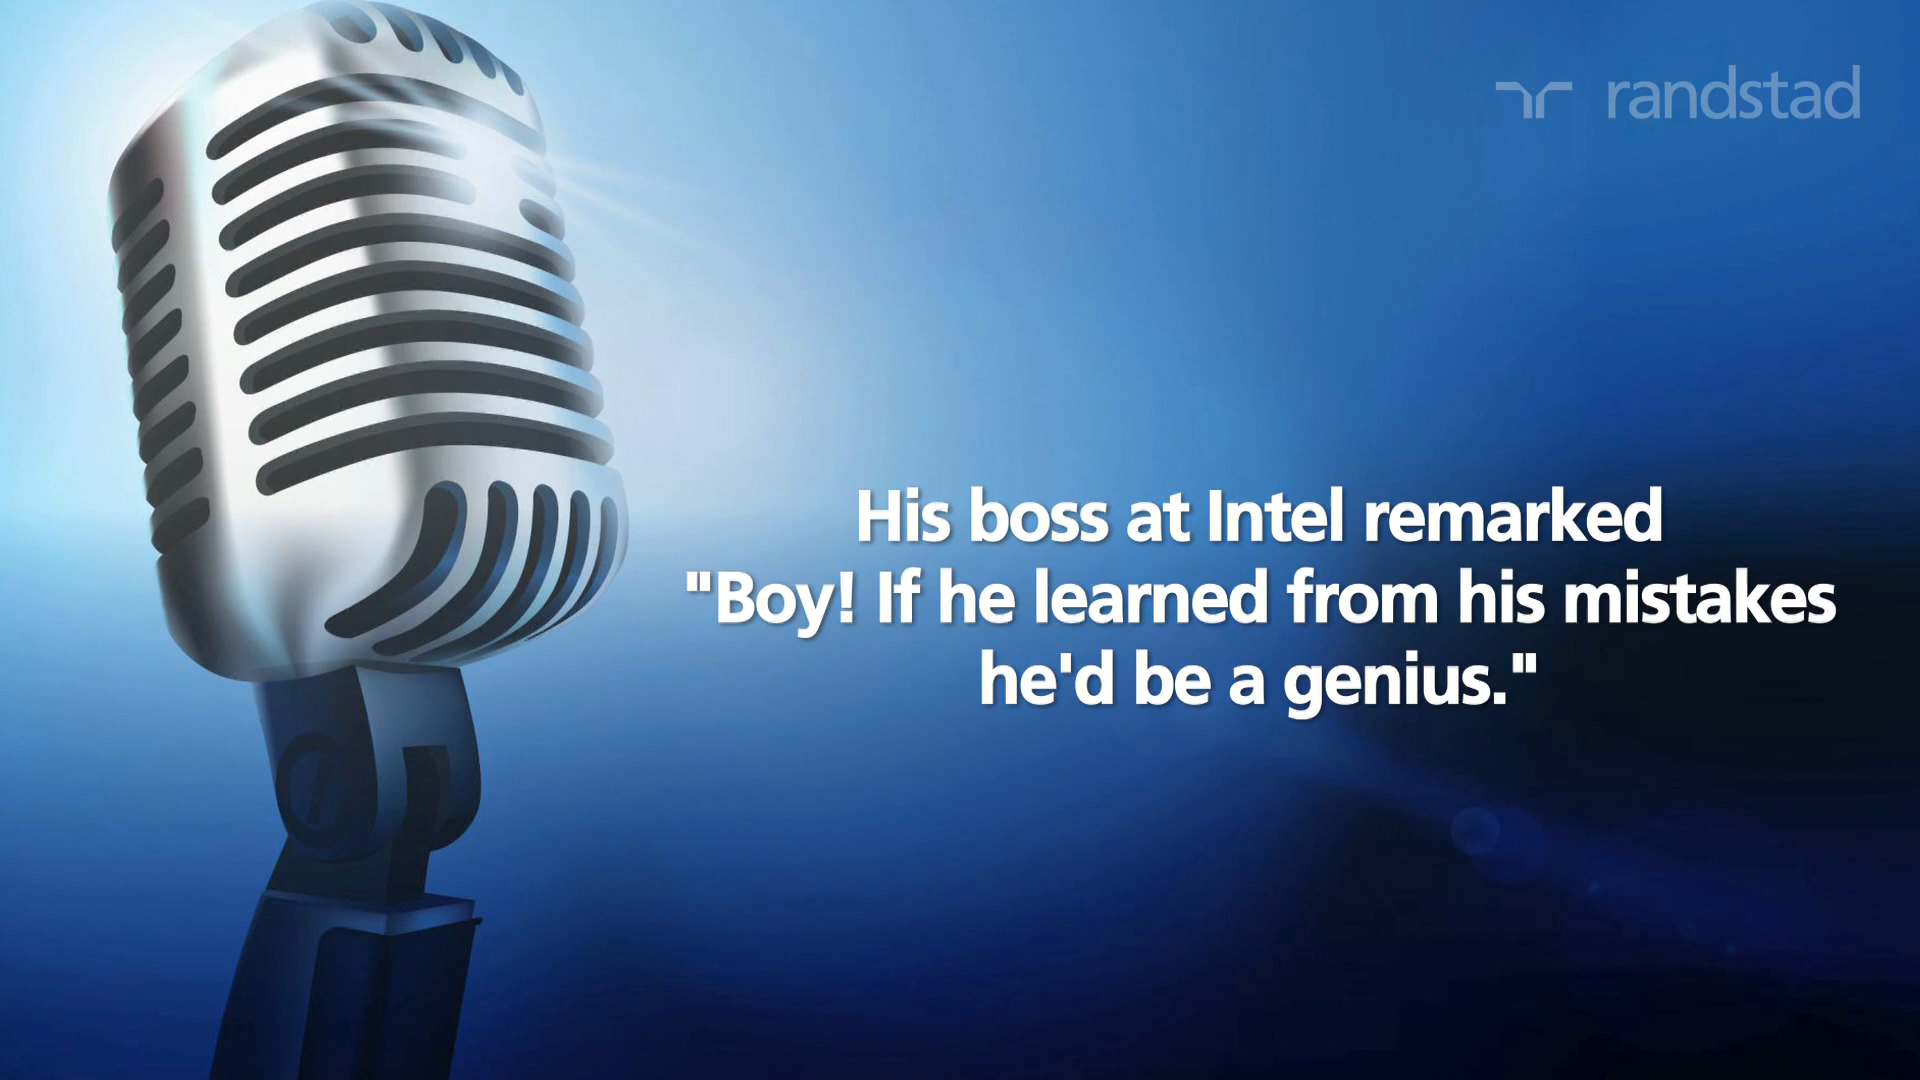 randstad
His boss at Intel remarked
"Boy! If he learned from his mistakes
he'd be a genius."